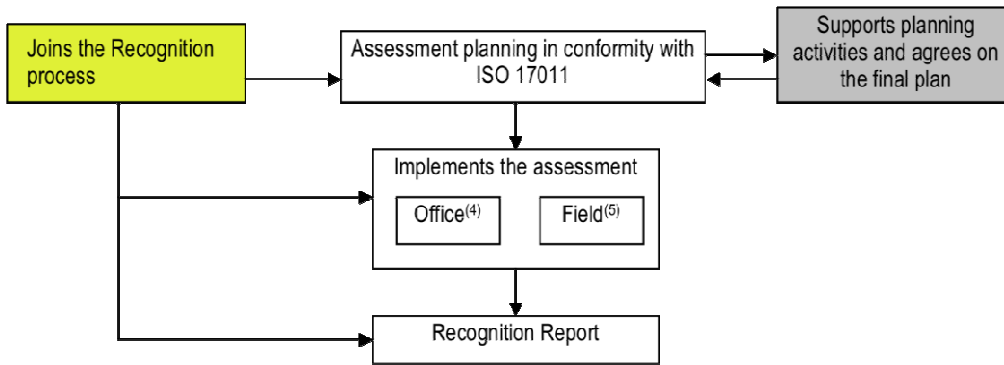 Joins the Recognition
process
Assessment planning in conformity with
ISO 17011
Supports planning
activities and agrees on
the final plan
Implements the assessment
Office(4)
Field(5)
Recognition Report